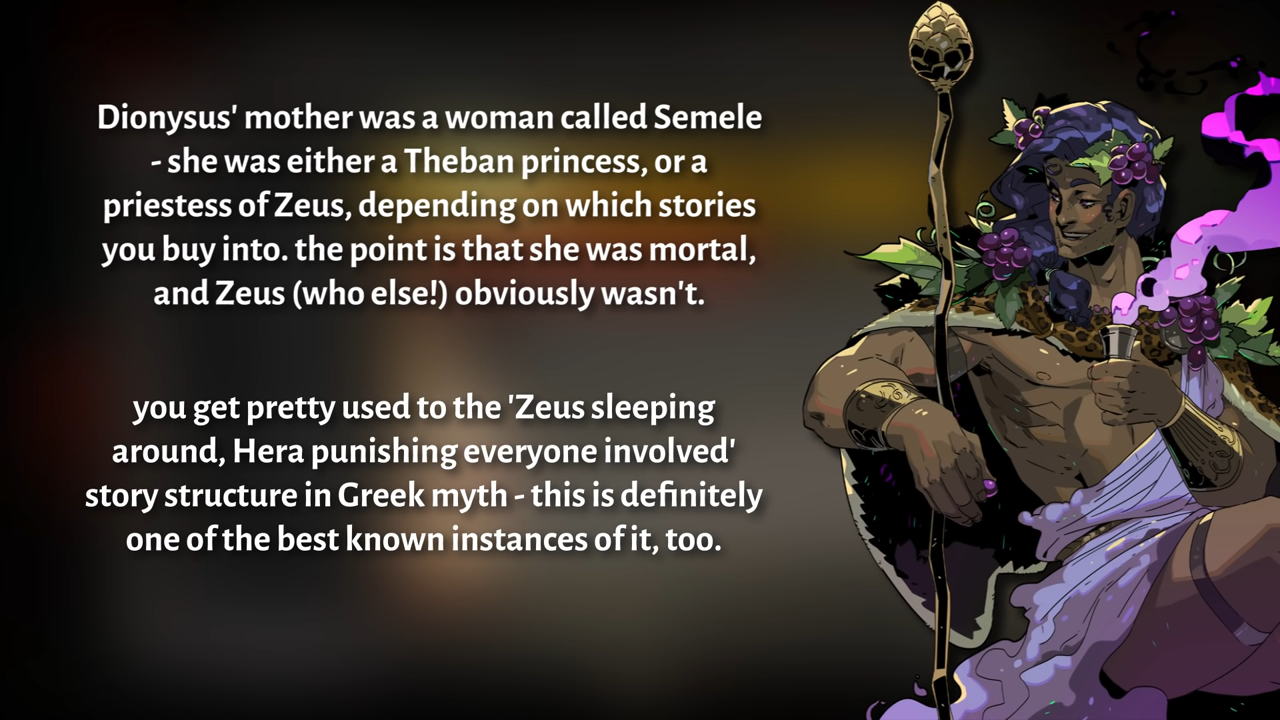 Dionysus' mother was a woman called Semele
- she was either a Theban princess, or a
priestess of Zeus, depending on which stories
you buy into. the point is that she was mortal,
and Zeus (who else!) obviously wasn't.
you get pretty used to the 'Zeus sleeping
around, Hera punishing everyone involved'
story structure in Greek myth - this is definitely
one of the best known instances of it, too.